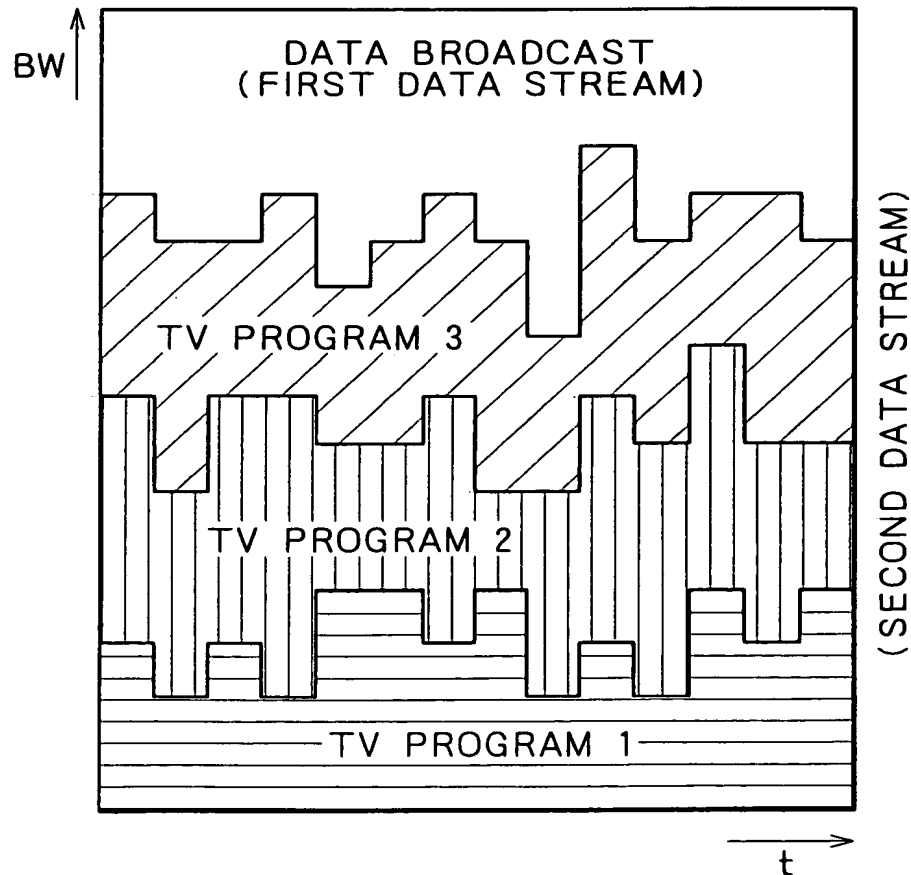 BW
DATA BROADCAST
(FIRST DATA STREAM)
TV PROGRAM 3
TV PROGRAM 2
TV PROGRAM 1
(SECOND DATA STREAM)
t